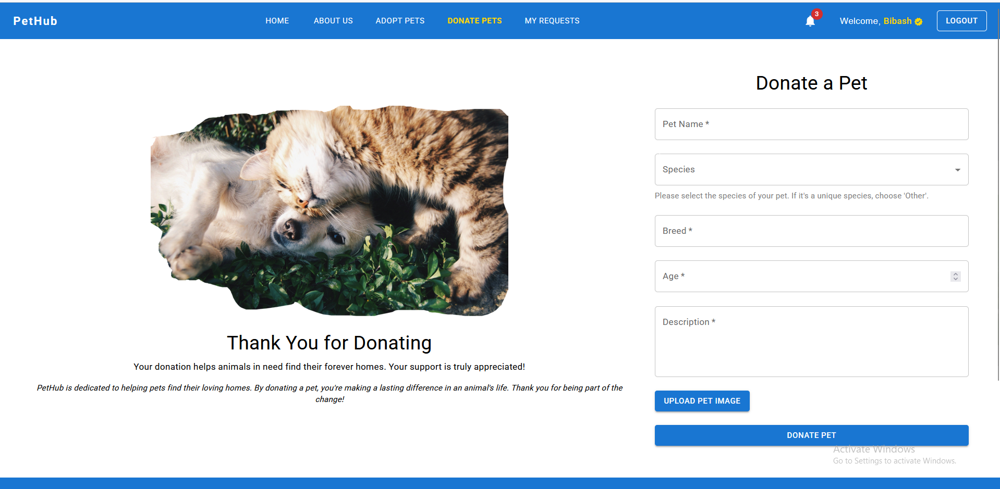 PetHub
HOME
ABOUT US
ADOPT PETS
DONATE PETS
MY REQUESTS
3
Welcome, Bibash
LOGOUT
Thank You for Donating
Your donation helps animals in need find their forever homes. Your support is truly appreciated!
PetHub is dedicated to helping pets find their loving homes. By donating a pet, you're making a lasting difference in an animal's life. Thank you for being part of the
change!
Donate a Pet
Pet Name *
Species
Please select the species of your pet. If it's a unique species, choose 'Other'.
Breed *
Age *
Description *
UPLOAD PET IMAGE
DONATE PET
Activate Windows
Go to Settings to activate Windows.